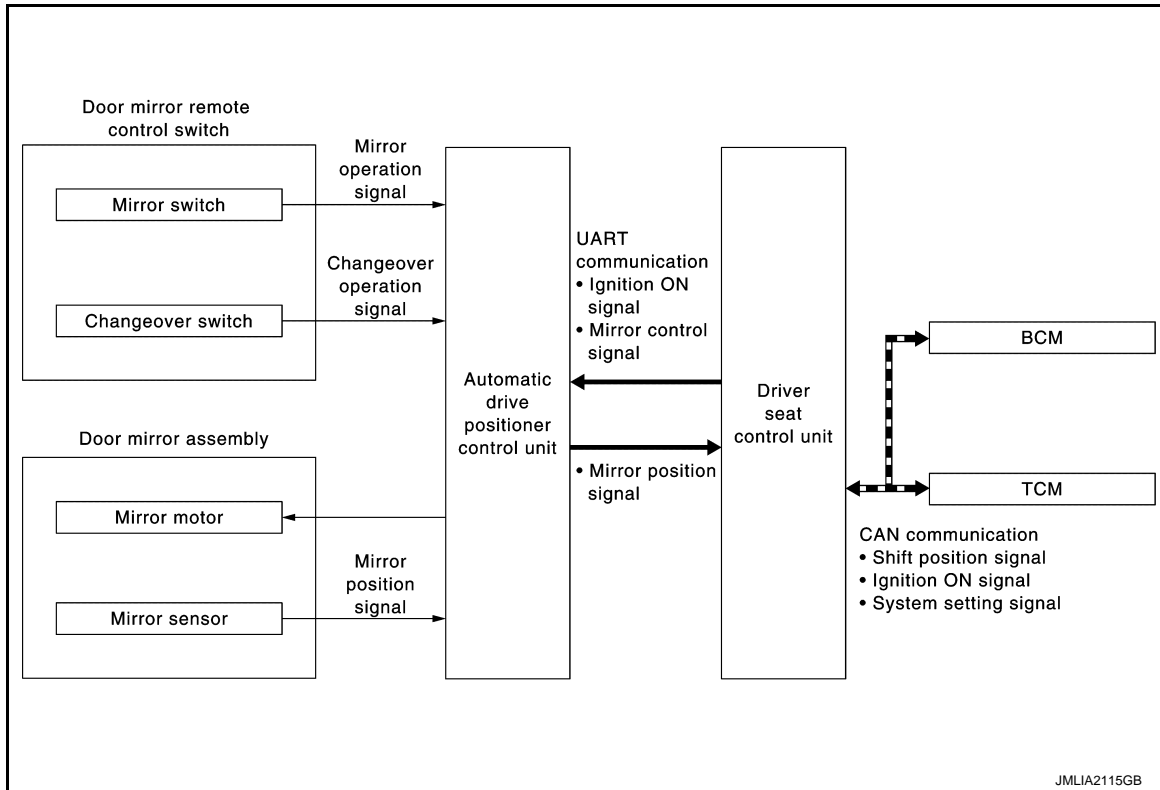 Door mirror remote
control switch
Mirror switch
Changeover switch
Mirror
operation
signal
Changeover
operation
signal
Door mirror assembly
Mirror motor
Mirror sensor
Mirror
position
signal
Automatic
drive
positioner
control unit
UART
communication
• Ignition ON
signal
• Mirror control
signal
• Mirror position
signal
Driver
seat
control unit
BCM
TCM
CAN communication
• Shift position signal
• Ignition ON signal
• System setting signal
JMLIA2115GB